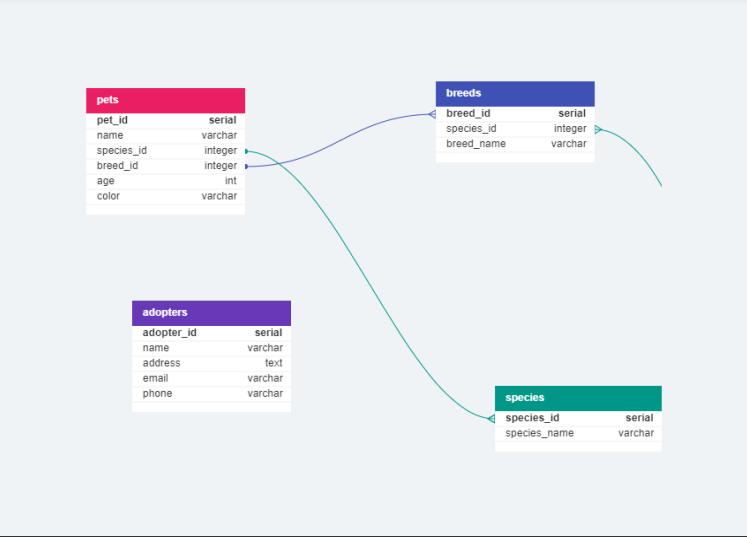 pets
pet_id serial
name varchar
species_id integer
breed_id integer
age int
color varchar
breeds
breed_id serial
species_id integer
breed_name varchar
adopters
adopter_id serial
name varchar
address text
email varchar
phone varchar
species
species_id serial
species_name varchar